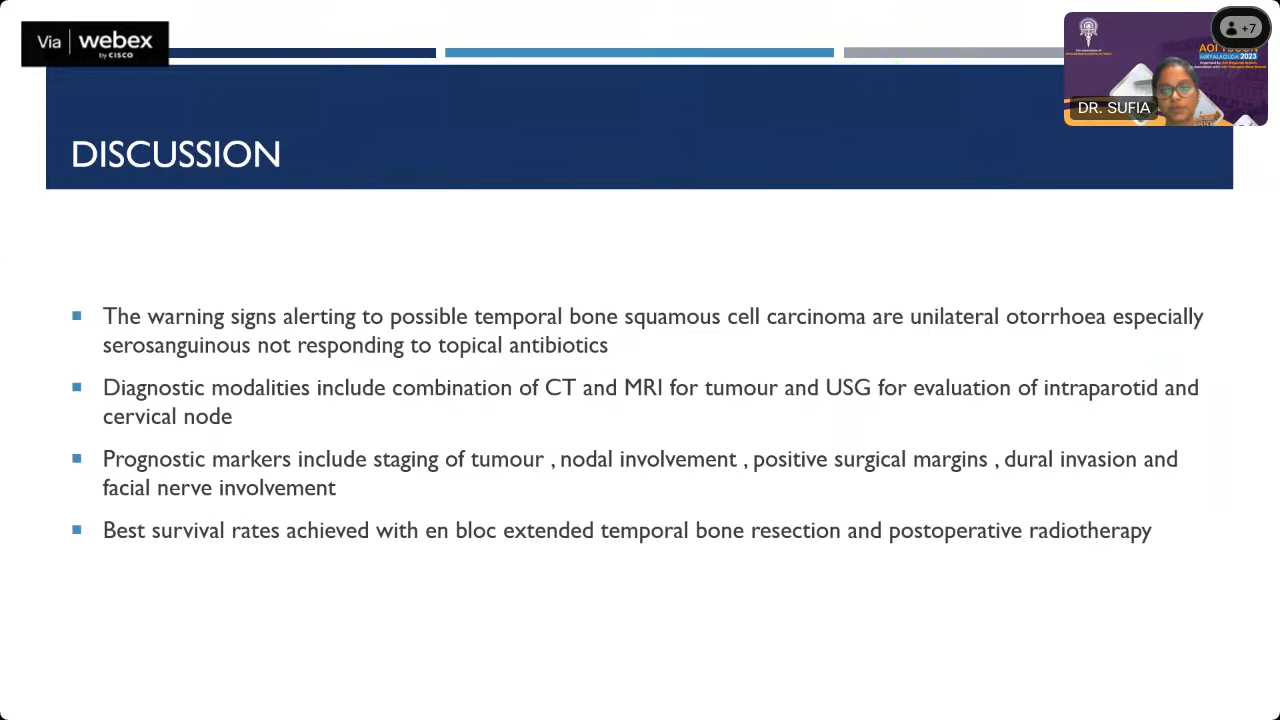 Via webex
by CISCO
+7
AOI
MIRYALAGUDA 2023
DR. SUFIA
DISCUSSION
The warning signs alerting to possible temporal bone squamous cell carcinoma are unilateral otorrhoea especially
serosanguinous not responding to topical antibiotics
Diagnostic modalities include combination of CT and MRI for tumour and USG for evaluation of intraparotid and
cervical node
Prognostic markers include staging of tumour , nodal involvement , positive surgical margins , dural invasion and
facial nerve involvement
Best survival rates achieved with en bloc extended temporal bone resection and postoperative radiotherapy